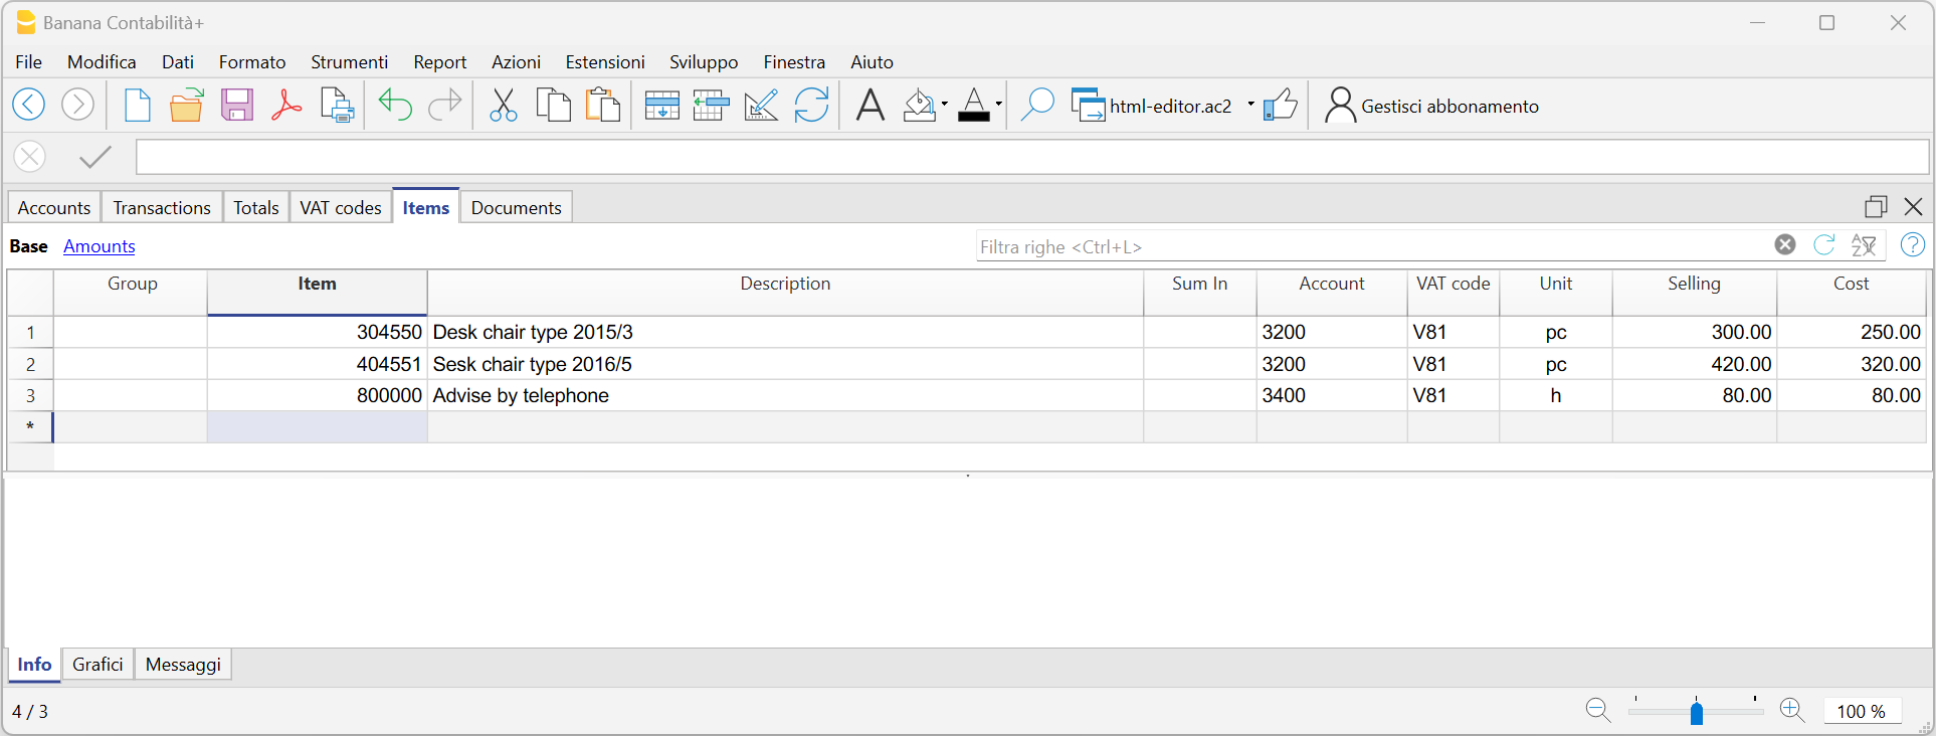 Banana Contabilità+
File Modifica Dati Formato Strumenti Report Azioni Estensioni Sviluppo Finestra Aiuto
html-editor.ac2 Gestisci abbonamento
Accounts Transactions Totals VAT codes Items Documents
Base Amounts Filtra righe <Ctrl+L>
Group Item Description Sum In Account VAT code Unit Selling Cost
1 304550 Desk chair type 2015/3 3200 V81 pc 300.00 250.00
2 404551 Sesk chair type 2016/5 3200 V81 pc 420.00 320.00
3 800000 Advise by telephone 3400 V81 h 80.00 80.00
*
Info Grafici Messaggi
4 / 3 100 %